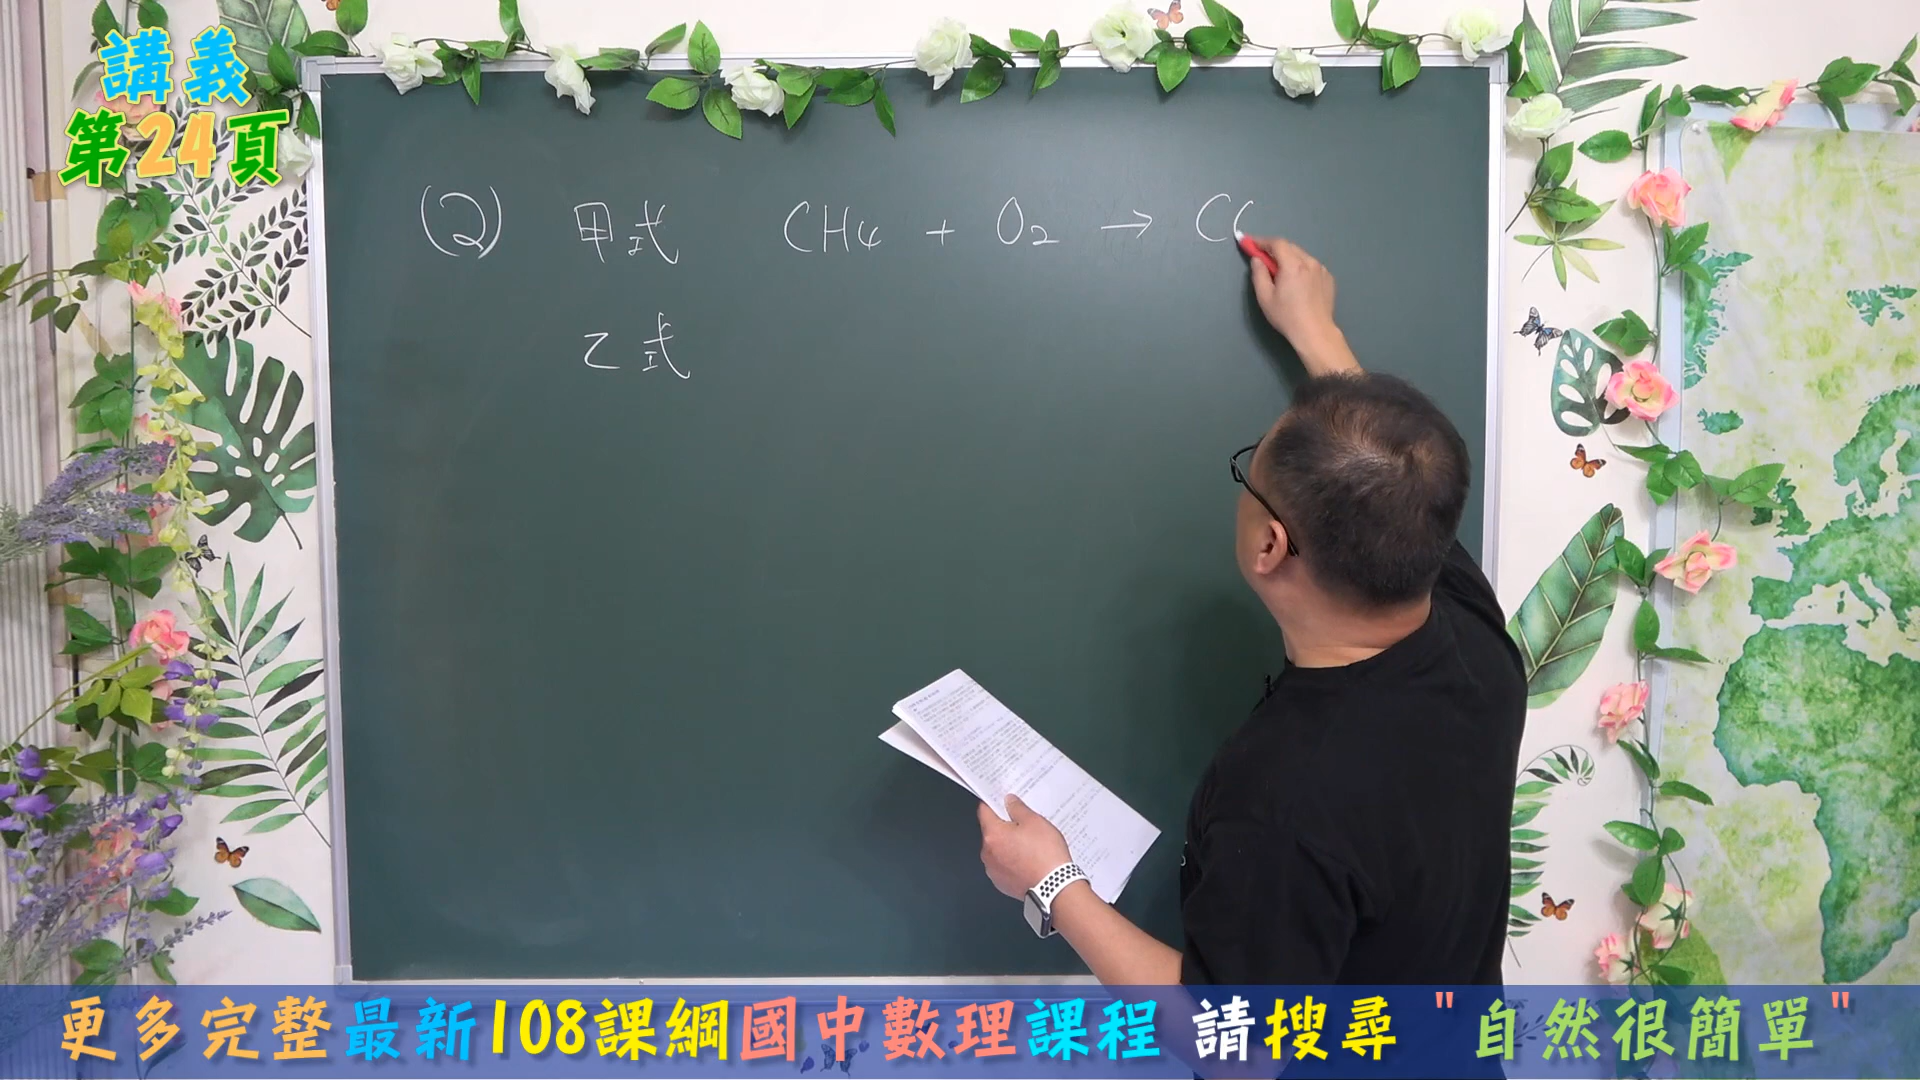 講義
第24頁
(2) 甲式 CH4 + O2 → C
乙式
更多完整最新108課綱國中數理課程 請搜尋"自然很簡單"